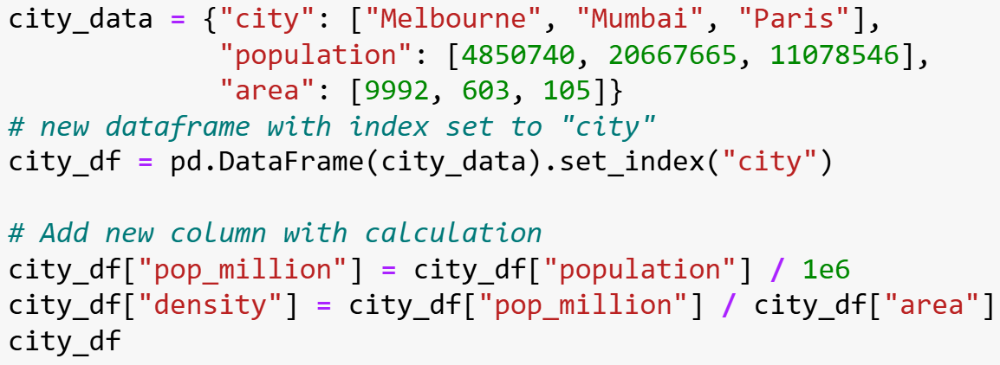 city_data = {"city": ["Melbourne", "Mumbai", "Paris"],
             "population": [4850740, 20667665, 11078546],
             "area": [9992, 603, 105]}
# new dataframe with index set to "city"
city_df = pd.DataFrame(city_data).set_index("city")

# Add new column with calculation
city_df["pop_million"] = city_df["population"] / 1e6
city_df["density"] = city_df["pop_million"] / city_df["area"]
city_df